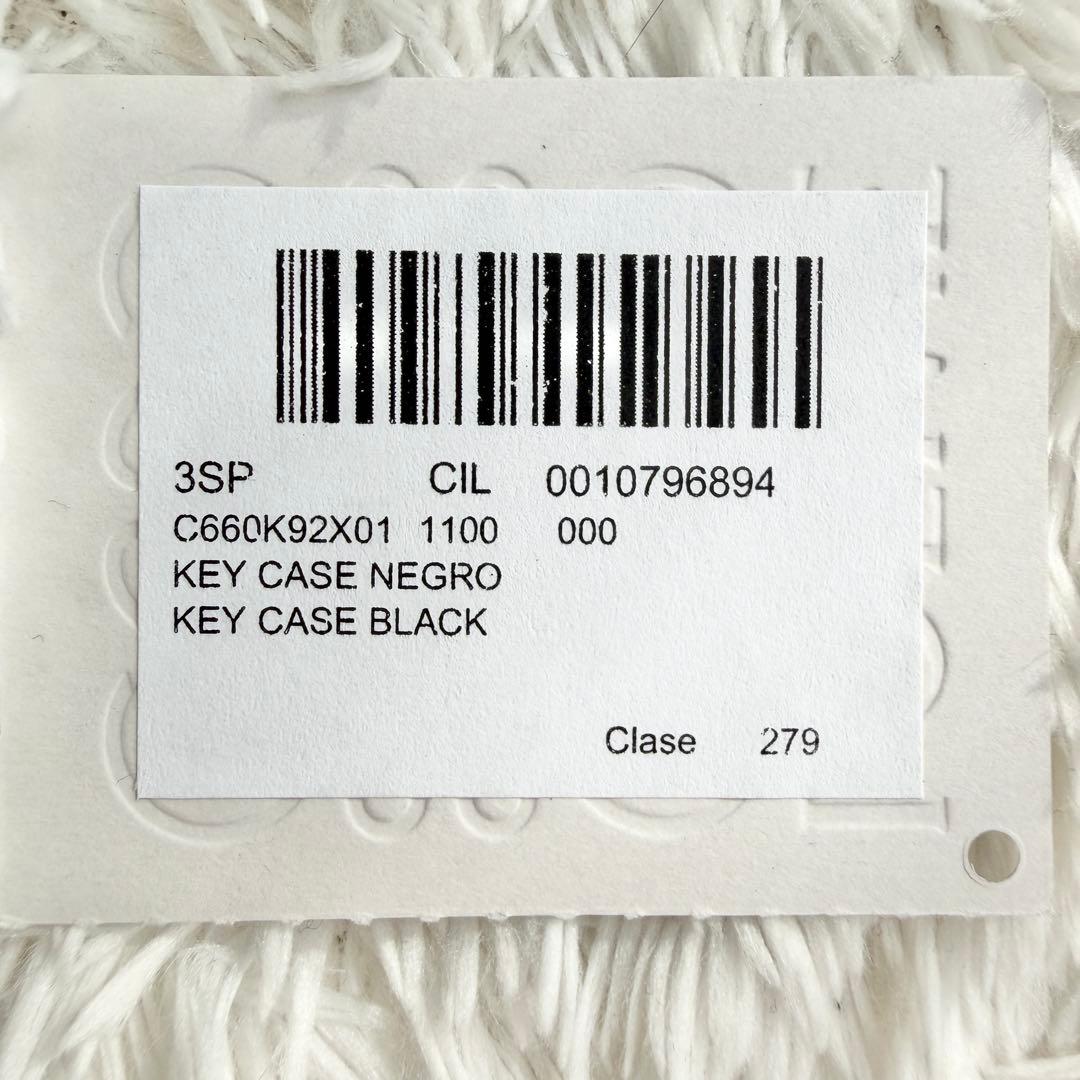 3SP CIL 0010796894
C660K92X01 1100 000
KEY CASE NEGRO
KEY CASE BLACK
Clase 279